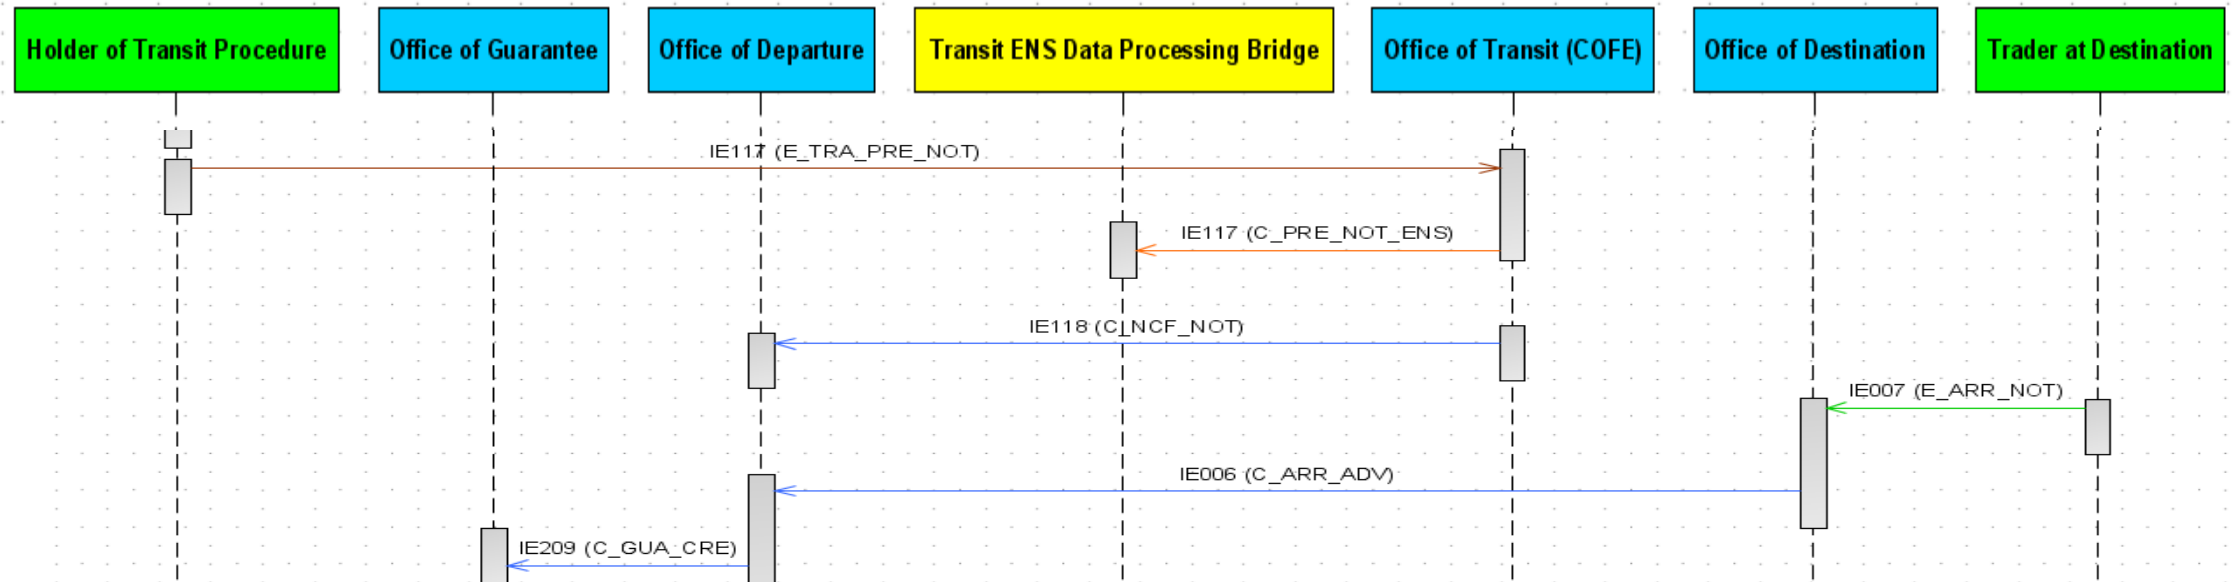 Holder of Transit Procedure
Office of Guarantee
Office of Departure
Transit ENS Data Processing Bridge
Office of Transit (COFE)
Office of Destination
Trader at Destination
IE117 (E_TRA_PRE_NOT)
IE117 (C_PRE_NOT_ENS)
IE118 (C_NCF_NOT)
IE007 (E_ARR_NOT)
IE006 (C_ARR_ADV)
IE209 (C_GUA_CRE)